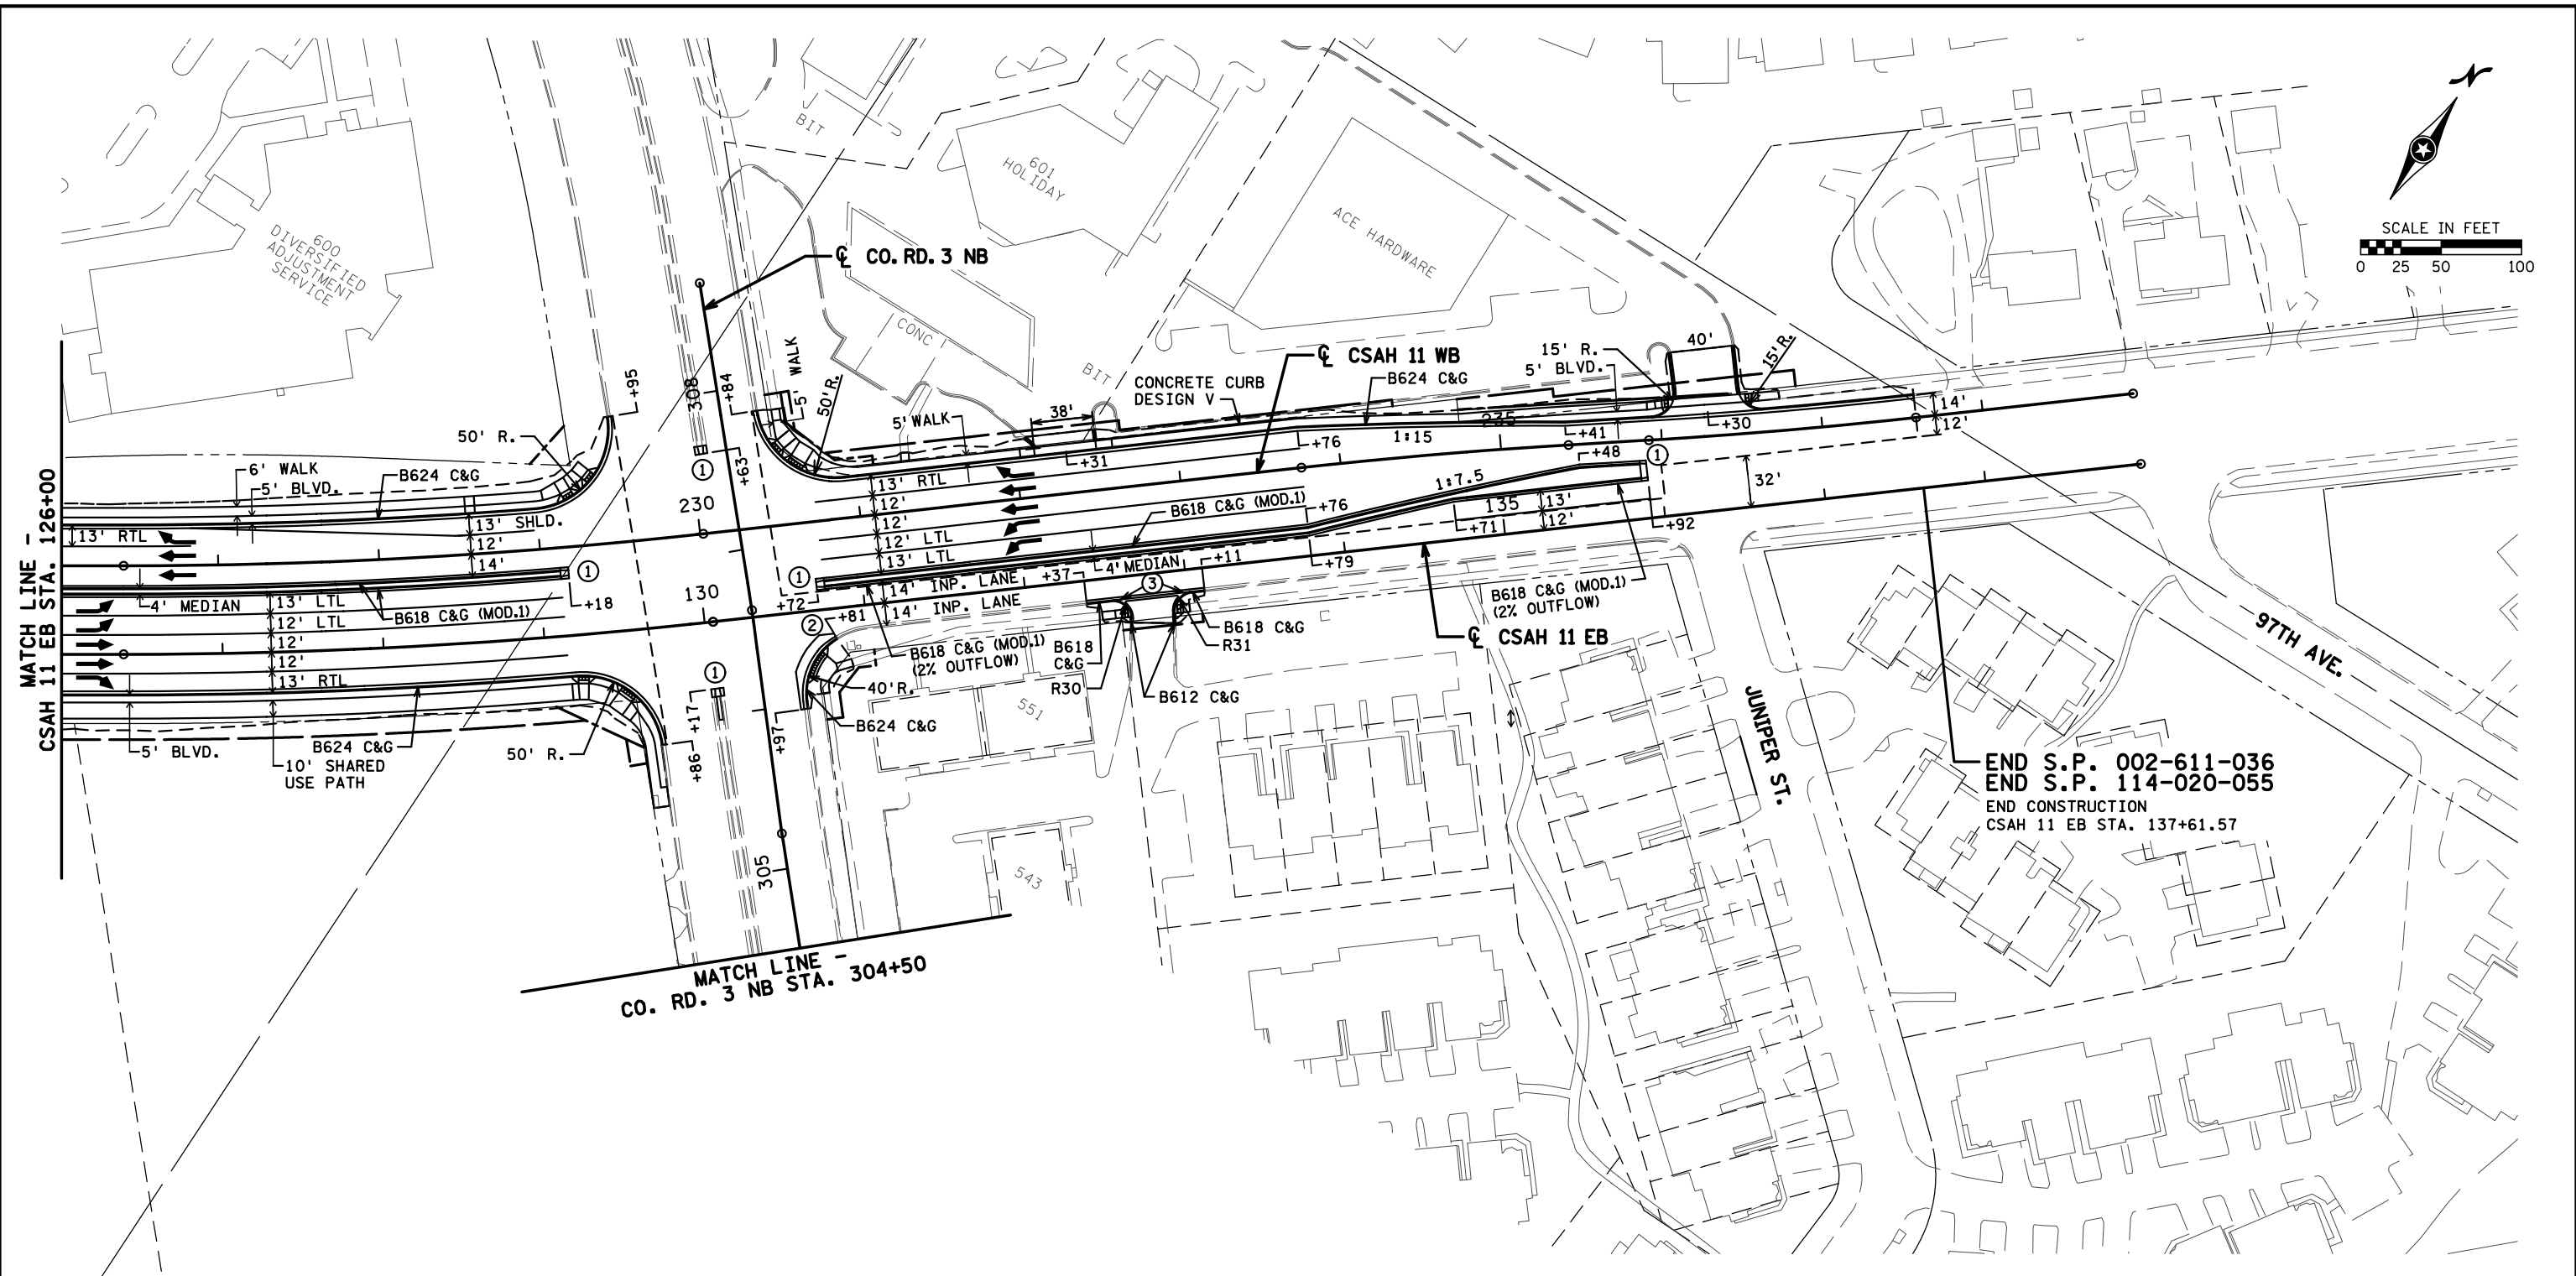 BIT
601
HOLIDAY
600
DIVERSIFIED
ADJUSTMENT
SERVICE
ACE HARDWARE
N
SCALE IN FEET
0 25 50 100
℄ CO. RD. 3 NB
CONC
BIT
CONCRETE CURB
DESIGN V
℄ CSAH 11 WB
B624 C&G
15' R.
5' BLVD.
40'
15' R.
+95
308
+84
5' WALK
50' R.
5' WALK
38'
+31
+76
1:15
235
+41
+30
14'
12'
50' R.
6' WALK
5' BLVD.
B624 C&G
1
+63
230
13' RTL
12'
12'
12' LTL
13' LTL
B618 C&G (MOD.1)
+76
1:7.5
+48
1
32'
MATCH LINE -
CSAH 11 EB STA. 126+00
13' RTL
13' SHLD.
12'
14'
1
+18
4' MEDIAN
13' LTL
12' LTL
12'
12'
13' RTL
B618 C&G (MOD.1)
130
1
+72
14' INP. LANE
14' INP. LANE
4' MEDIAN
+37
+11
3
+79
135
13'
12'
+71
+92
2
+81
B618 C&G (MOD.1)
(2% OUTFLOW)
B618
C&G
R30
B618 C&G
R31
B612 C&G
B618 C&G (MOD.1)
(2% OUTFLOW)
℄ CSAH 11 EB
40' R.
B624 C&G
5' BLVD.
10' SHARED
USE PATH
B624 C&G
50' R.
+86
+17
1
+97
551
543
305
JUNIPER ST.
97TH AVE.
END S.P. 002-611-036
END S.P. 114-020-055
END CONSTRUCTION
CSAH 11 EB STA. 137+61.57
MATCH LINE -
CO. RD. 3 NB STA. 304+50